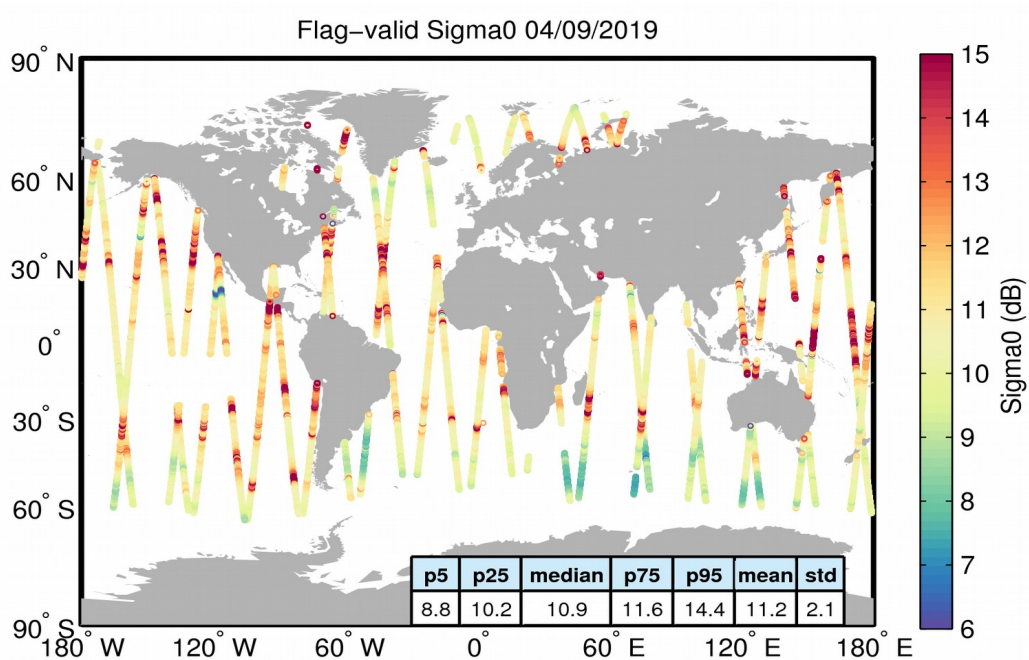 Flag-valid Sigma0 04/09/2019
90° N
60° N
30° N
0°
30° S
60° S
90° S
180° W 120° W 60° W 0° 60° E 120° E 180° E
p5 p25 median p75 p95 mean std
8.8 10.2 10.9 11.6 14.4 11.2 2.1
15
14
13
12
11
10
9
8
7
6
Sigma0 (dB)